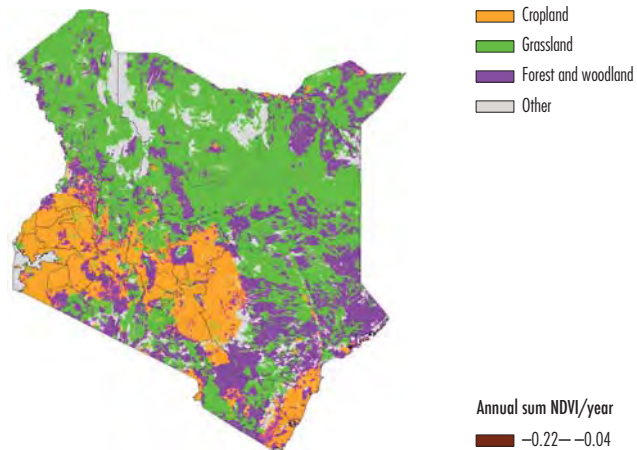 Cropland
Grassland
Forest and woodland
Other
Annual sum NDVI/year
–0.22– –0.04